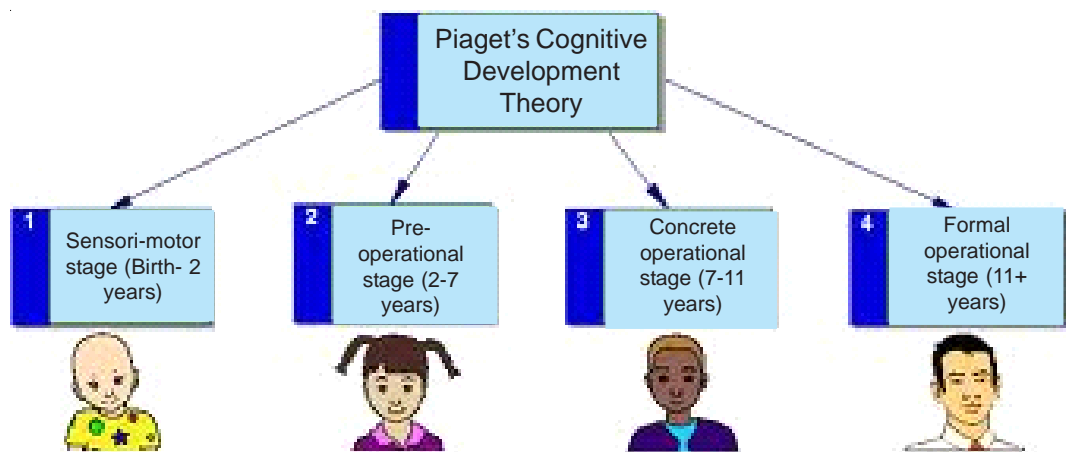 Piaget's Cognitive
Development
Theory
1
Sensori-motor
stage (Birth- 2
years)
2
Pre-
operational
stage (2-7
years)
3
Concrete
operational
stage (7-11
years)
4
Formal
operational
stage (11+
years)